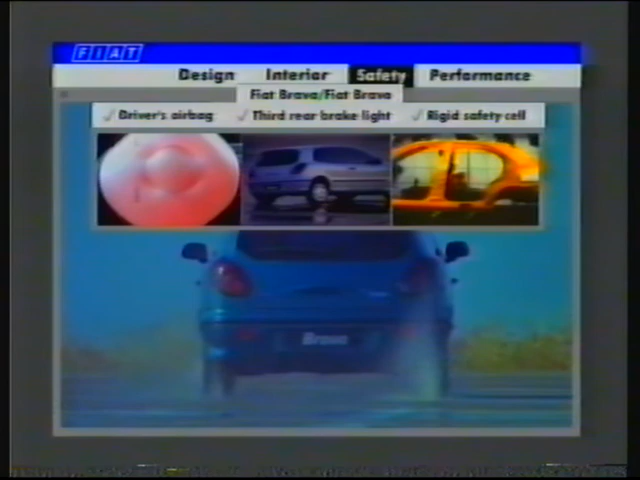 FIAT
Design Interior Safety Performance
Fiat Bravo/Fiat Brava
Driver's airbag Third rear brake light Rigid safety cell
Bravo